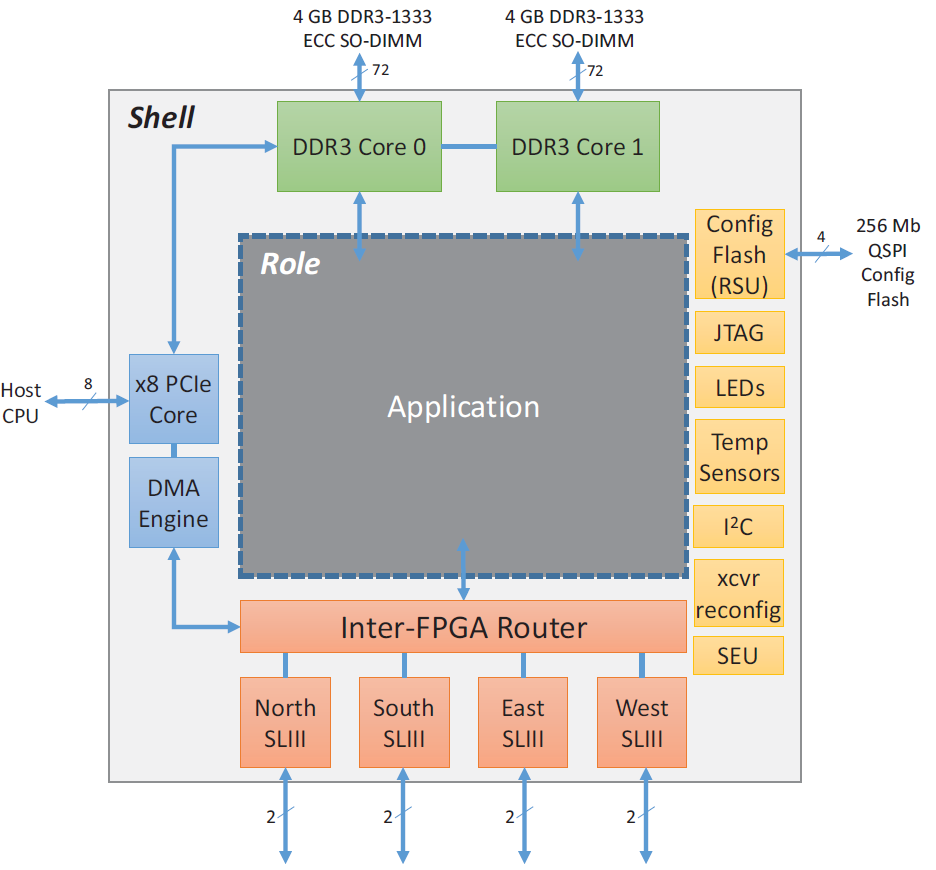 4 GB DDR3-1333
ECC SO-DIMM
4 GB DDR3-1333
ECC SO-DIMM
72
72
Shell
DDR3 Core 0
DDR3 Core 1
Role
Config
Flash
(RSU)
4
256 Mb
QSPI
Config
Flash
JTAG
Host
CPU
8
x8 PCIe
Core
Application
LEDs
Temp
Sensors
DMA
Engine
I²C
xcvr
reconfig
Inter-FPGA Router
SEU
North
SLIII
South
SLIII
East
SLIII
West
SLIII
2
2
2
2